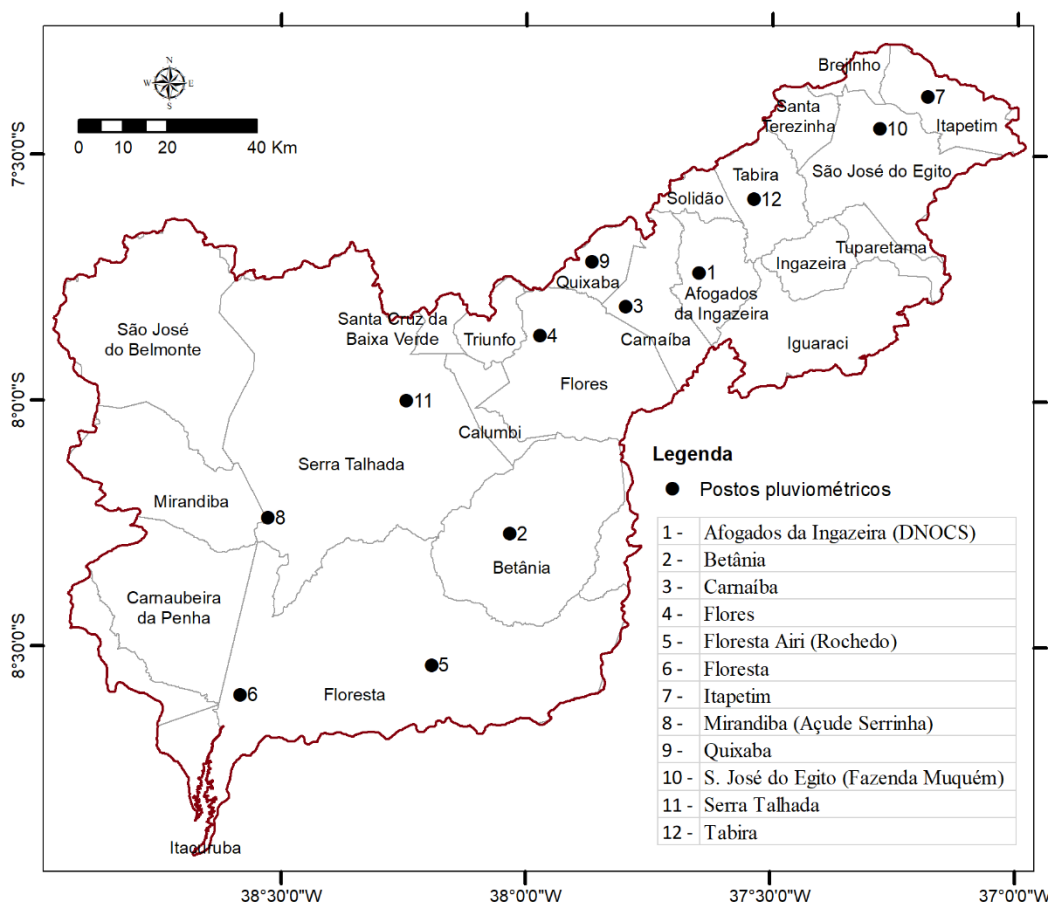 N
W E
S
0 10 20 40 Km
7°30'0"S
8°0'0"S
8°30'0"S
38°30'0"W
38°0'0"W
37°30'0"W
37°0'0"W
Brejinho
7
Itapetim
Santa
Terezinha
10
São José do Egito
Tabira
12
Solidão
Tuparetama
Ingazeira
9
Quixaba
1
Afogados
da Ingazeira
3
Carnaíba
Iguaraci
São José
do Belmonte
Santa Cruz da
Baixa Verde
Triunfo
4
Flores
11
Calumbi
Serra Talhada
Mirandiba
8
2
Betânia
Carnaubeira
da Penha
5
6
Floresta
Itacuruba
Legenda
Postos pluviométricos
1 - Afogados da Ingazeira (DNOCS)
2 - Betânia
3 - Carnaíba
4 - Flores
5 - Floresta Airi (Rochedo)
6 - Floresta
7 - Itapetim
8 - Mirandiba (Açude Serrinha)
9 - Quixaba
10 - S. José do Egito (Fazenda Muquém)
11 - Serra Talhada
12 - Tabira